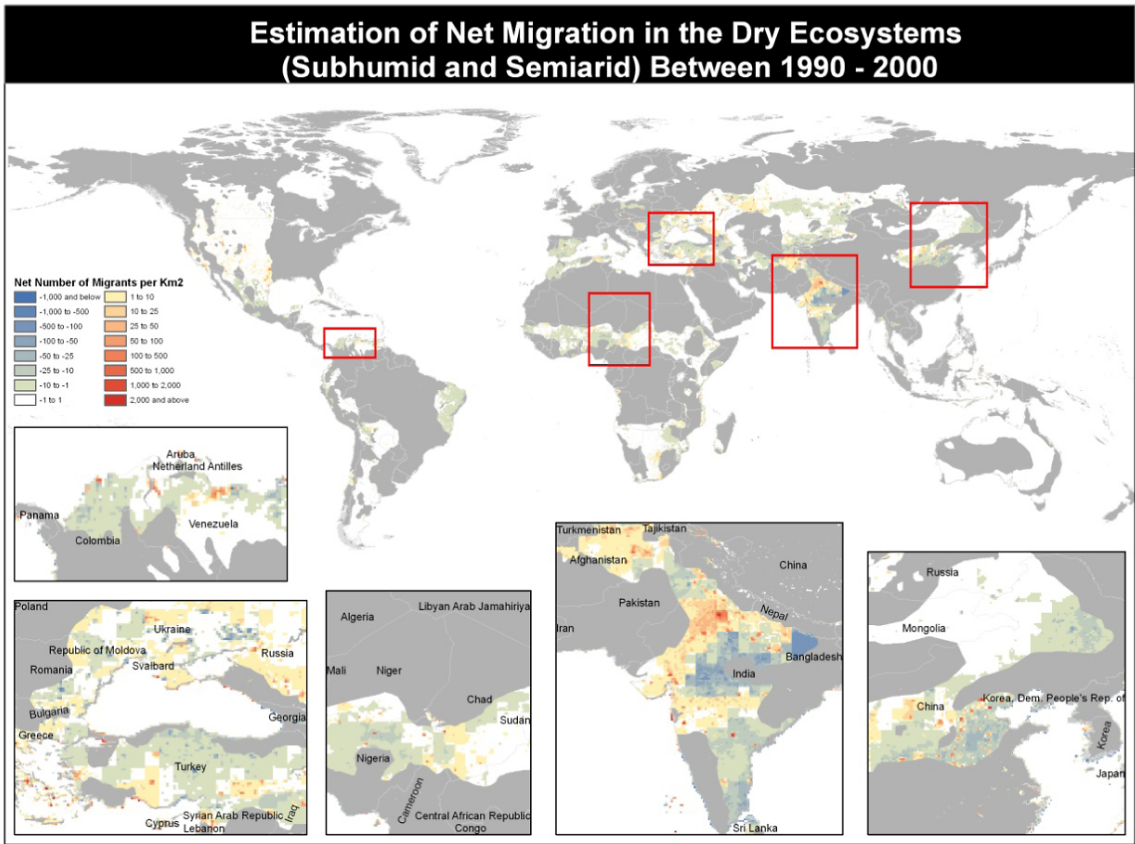 Estimation of Net Migration in the Dry Ecosystems
(Subhumid and Semiarid) Between 1990 - 2000
Net Number of Migrants per Km2
-1,000 and below
-1,000 to -500
-500 to -100
-100 to -50
-50 to -25
-25 to -10
-10 to -1
-1 to 1
1 to 10
10 to 25
25 to 50
50 to 100
100 to 500
500 to 1,000
1,000 to 2,000
2,000 and above
Aruba
Netherland Antilles
Panama
Venezuela
Colombia
Poland
Ukraine
Republic of Moldova
Russia
Svalbard
Romania
Bulgaria
Georgia
Greece
Turkey
Syrian Arab Republic
Iraq
Cyprus
Lebanon
Algeria
Libyan Arab Jamahiriya
Mali
Niger
Chad
Sudan
Nigeria
Cameroon
Central African Republic
Congo
Turkmenistan
Tajikistan
Afghanistan
China
Pakistan
Nepal
Iran
Bangladesh
India
Sri Lanka
Russia
Mongolia
Korea, Dem. People's Rep. of
China
Korea
Japan